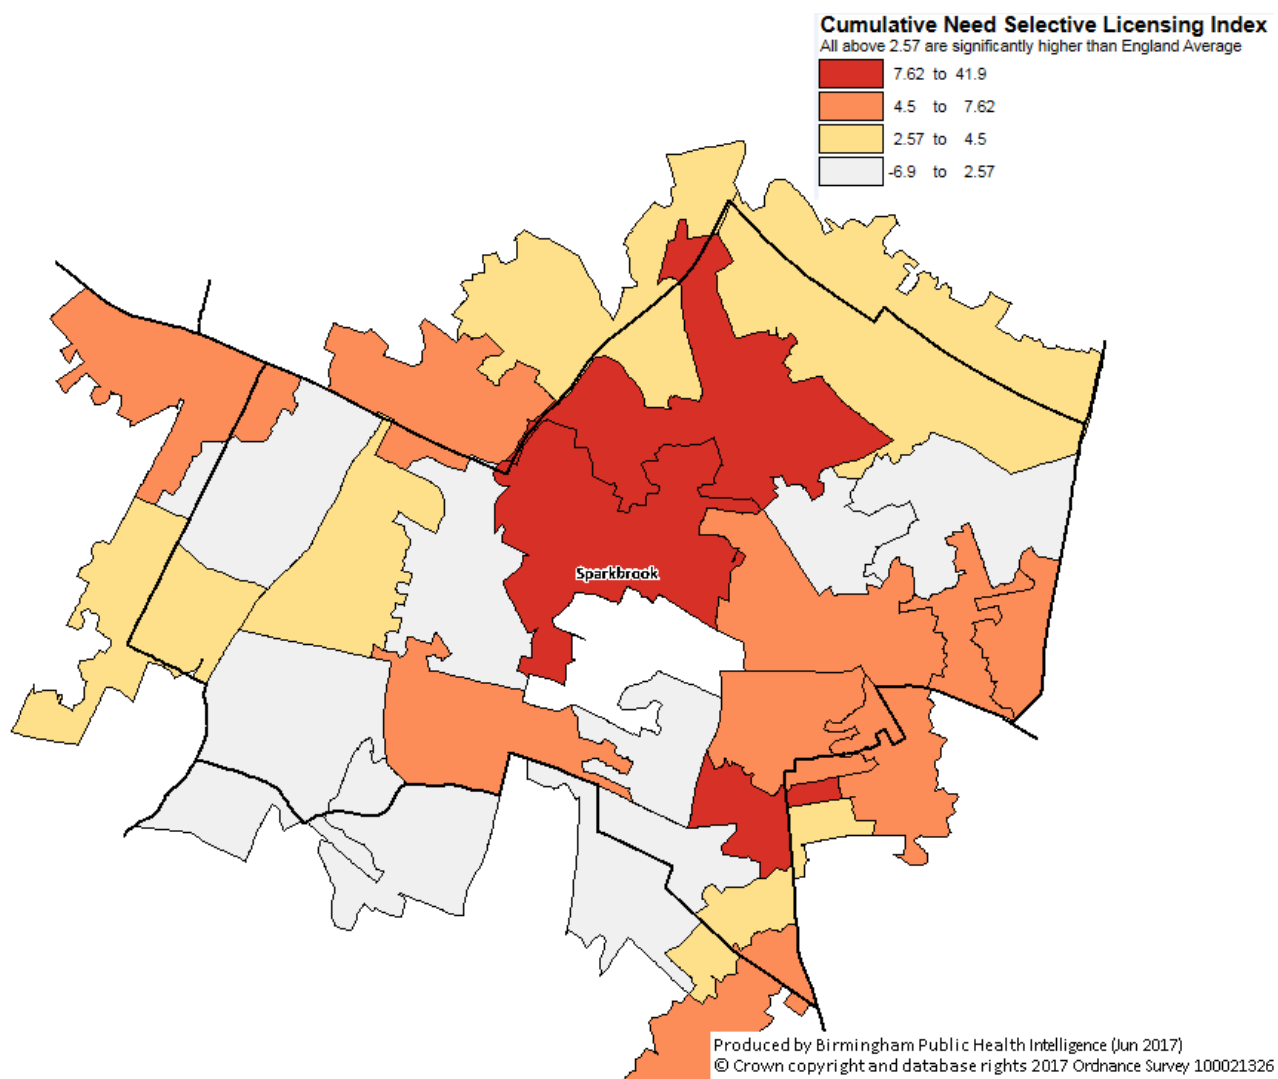 Cumulative Need Selective Licensing Index
All above 2.57 are significantly higher than England Average
7.62 to 41.9
4.5 to 7.62
2.57 to 4.5
-6.9 to 2.57
Sparkbrook
Produced by Birmingham Public Health Intelligence (Jun 2017)
© Crown copyright and database rights 2017 Ordnance Survey 100021326